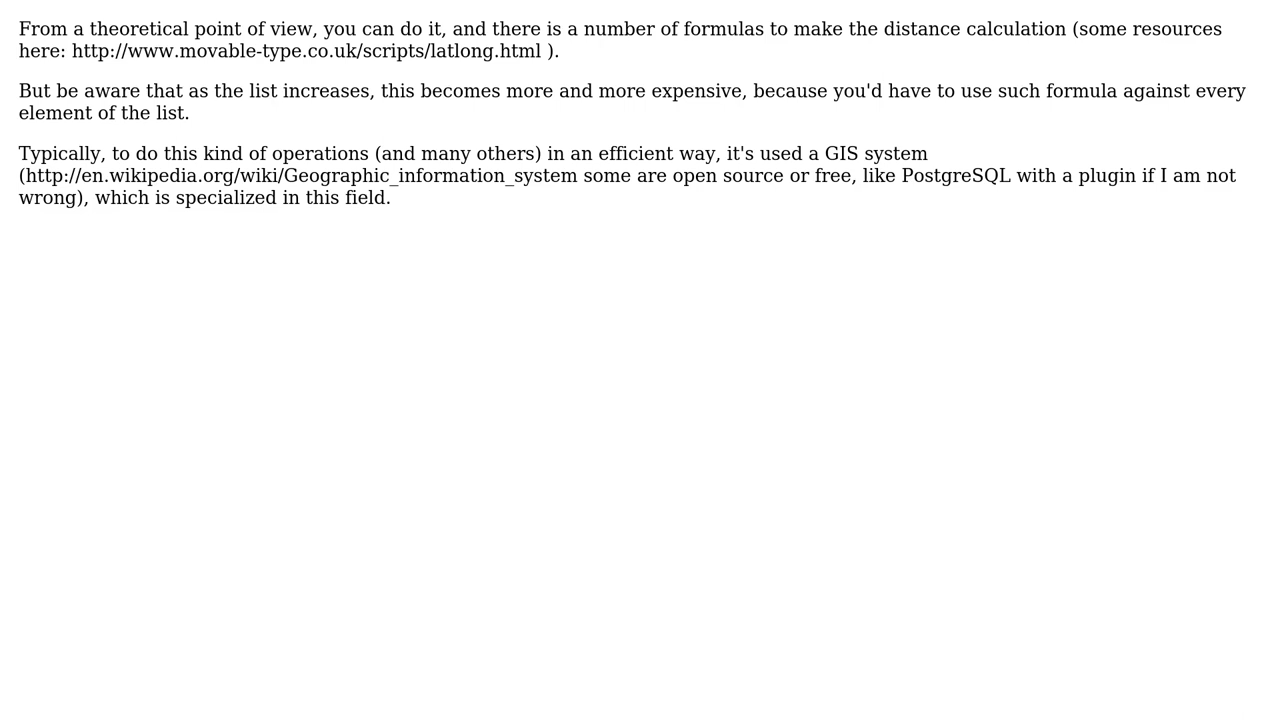 From a theoretical point of view, you can do it, and there is a number of formulas to make the distance calculation (some resources
here: http://www.movable-type.co.uk/scripts/latlong.html ).
But be aware that as the list increases, this becomes more and more expensive, because you'd have to use such formula against every
element of the list.
Typically, to do this kind of operations (and many others) in an efficient way, it's used a GIS system
(http://en.wikipedia.org/wiki/Geographic_information_system some are open source or free, like PostgreSQL with a plugin if I am not
wrong), which is specialized in this field.